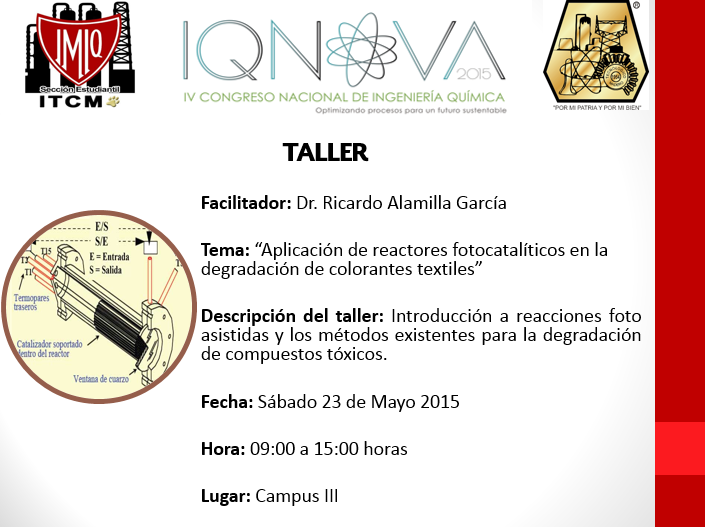 IMIQ
Sección Estudiantil
ITCM
IQNOVA
2015
IV CONGRESO NACIONAL DE INGENIERÍA QUÍMICA
Optimizando procesos para un futuro sustentable
®
"POR MI PATRIA Y POR MI BIEN"
TALLER
Facilitador: Dr. Ricardo Alamilla García
Tema: “Aplicación de reactores fotocatalíticos en la
degradación de colorantes textiles”
Descripción del taller: Introducción a reacciones foto
asistidas y los métodos existentes para la degradación
de compuestos tóxicos.
Fecha: Sábado 23 de Mayo 2015
Hora: 09:00 a 15:00 horas
Lugar: Campus III
E/S
S/E
T15
E = Entrada
S = Salida
Termopares
traseros
Catalizador soportado
dentro del reactor
Ventana de cuarzo